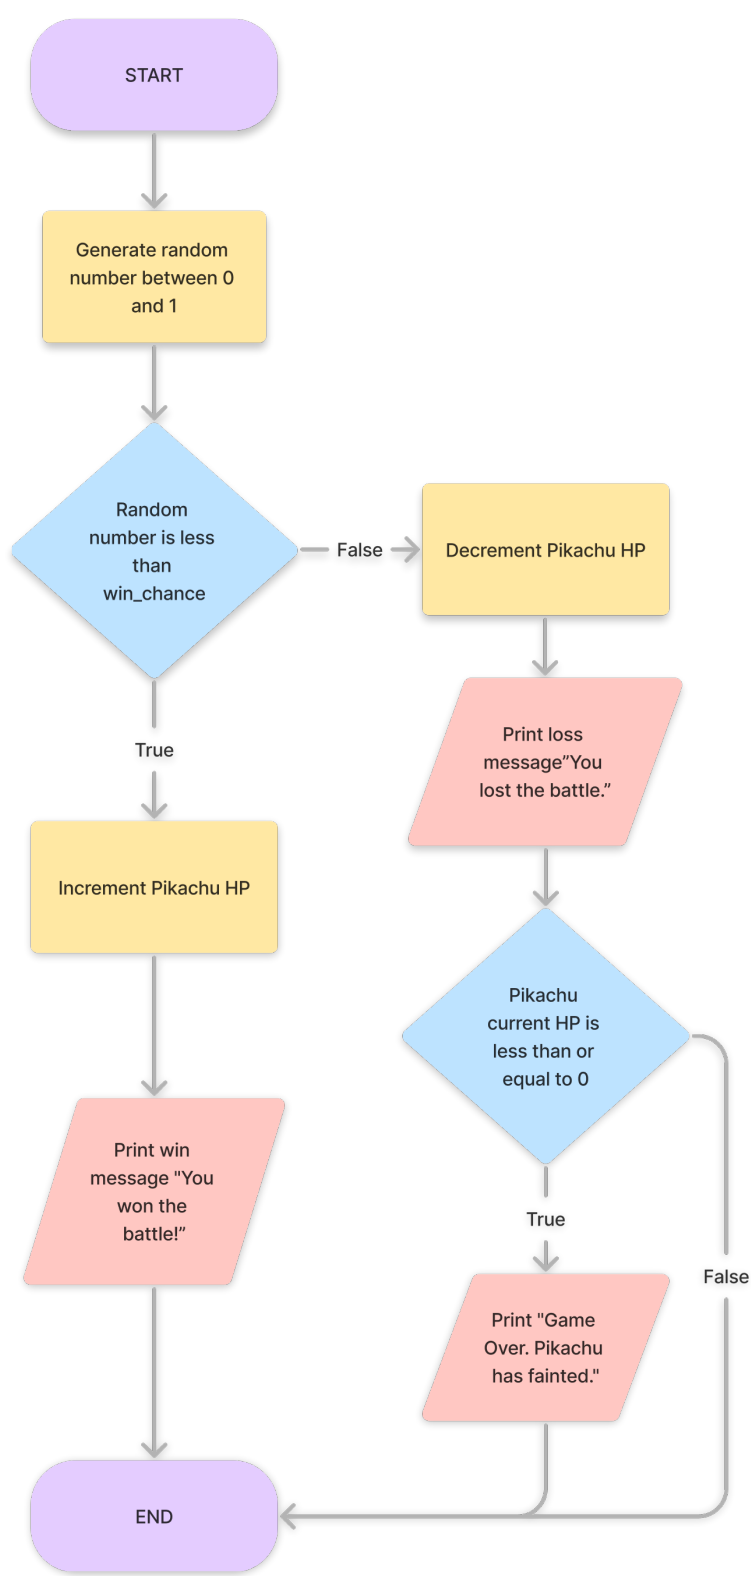 START
Generate random
number between 0
and 1
Random
number is less
than
win_chance
False
Decrement Pikachu HP
Print loss
message”You
lost the battle.”
True
Increment Pikachu HP
Pikachu
current HP is
less than or
equal to 0
Print win
message "You
won the
battle!”
True
False
Print "Game
Over. Pikachu
has fainted."
END